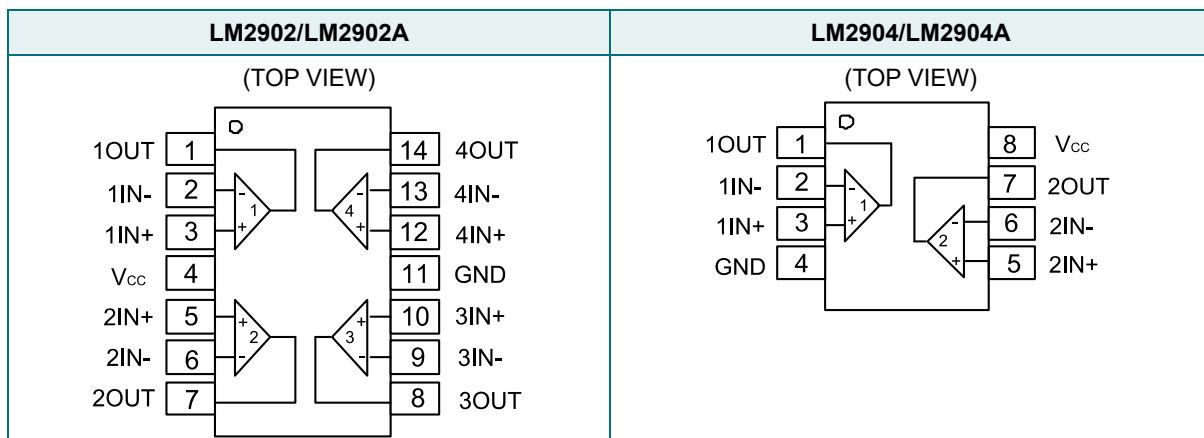 LM2902/LM2902A
(TOP VIEW)
1OUT 1 14 4OUT
1IN- 2 - - 13 4IN-
1 4
1IN+ 3 + + 12 4IN+
Vcc 4 11 GND
2IN+ 5 + + 10 3IN+
2 3
2IN- 6 - - 9 3IN-
2OUT 7 8 3OUT
LM2904/LM2904A
(TOP VIEW)
1OUT 1 8 Vcc
1IN- 2 - 7 2OUT
1
1IN+ 3 + - 6 2IN-
2
GND 4 + 5 2IN+